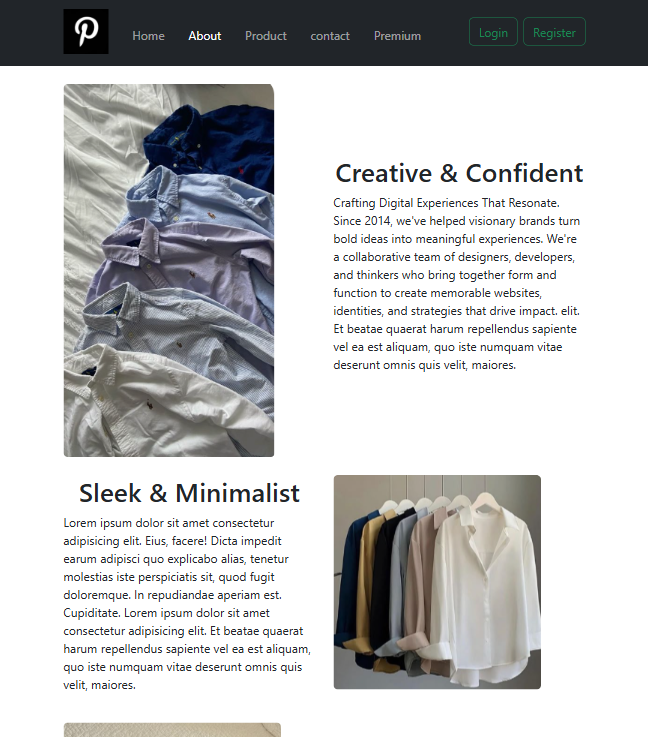 Home About Product contact Premium Login Register
Creative & Confident
Crafting Digital Experiences That Resonate.
Since 2014, we've helped visionary brands turn
bold ideas into meaningful experiences. We're
a collaborative team of designers, developers,
and thinkers who bring together form and
function to create memorable websites,
identities, and strategies that drive impact. elit.
Et beatae quaerat harum repellendus sapiente
vel ea est aliquam, quo iste numquam vitae
deserunt omnis quis velit, maiores.
Sleek & Minimalist
Lorem ipsum dolor sit amet consectetur
adipisicing elit. Eius, facere! Dicta impedit
earum adipisci quo explicabo alias, tenetur
molestias iste perspiciatis sit, quod fugit
doloremque. In repudiandae aperiam est.
Cupiditate. Lorem ipsum dolor sit amet
consectetur adipisicing elit. Et beatae quaerat
harum repellendus sapiente vel ea est aliquam,
quo iste numquam vitae deserunt omnis quis
velit, maiores.